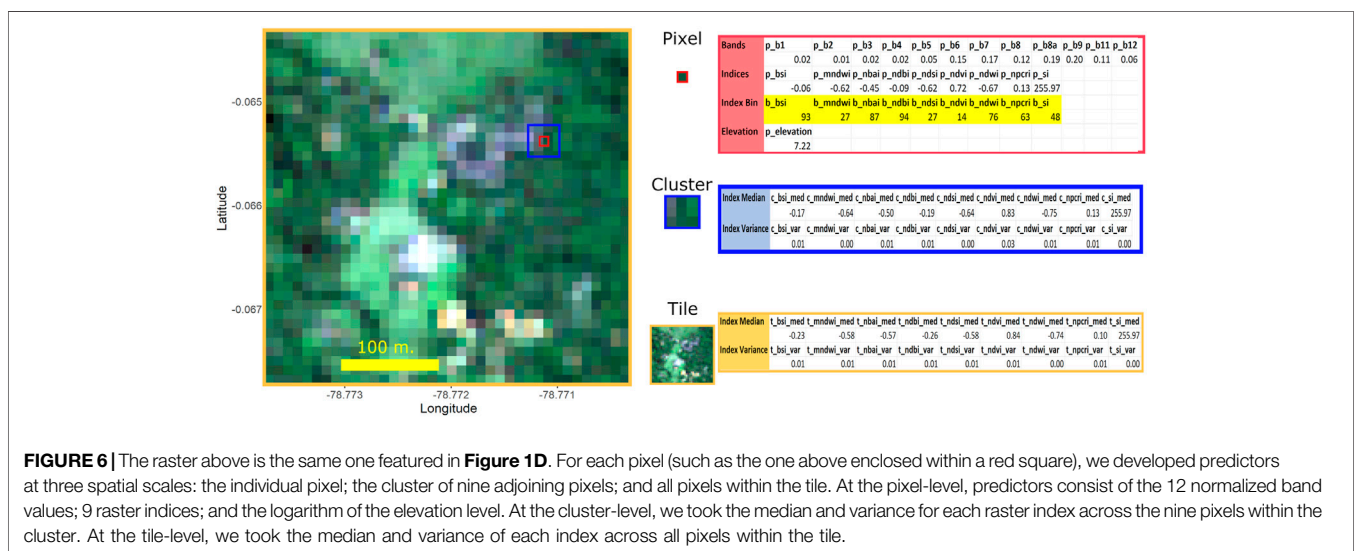 Pixel
Bands p_b1 p_b2 p_b3 p_b4 p_b5 p_b6 p_b7 p_b8 p_b8a p_b9 p_b11 p_b12
0.02 0.01 0.02 0.02 0.05 0.15 0.17 0.12 0.19 0.20 0.11 0.06
Indices p_bsi p_mndwi p_nbai p_ndbi p_ndsi p_ndvi p_ndwi p_npcri p_si
-0.06 -0.62 -0.45 -0.09 -0.62 0.72 -0.67 0.13 255.97
Index Bin b_bsi b_mndwi b_nbai b_ndbi b_ndsi b_ndvi b_ndwi b_npcri b_si
93 27 87 94 27 14 76 63 48
Elevation p_elevation
7.22
Cluster
Index Median c_bsi_med c_mndwi_med c_nbai_med c_ndbi_med c_ndsi_med c_ndvi_med c_ndwi_med c_npcri_med c_si_med
-0.17 -0.64 -0.50 -0.19 -0.64 0.83 -0.75 0.13 255.97
Index Variance c_bsi_var c_mndwi_var c_nbai_var c_ndbi_var c_ndsi_var c_ndvi_var c_ndwi_var c_npcri_var c_si_var
0.01 0.00 0.01 0.01 0.00 0.03 0.01 0.01 0.00
Tile
Index Median t_bsi_med t_mndwi_med t_nbai_med t_ndbi_med t_ndsi_med t_ndvi_med t_ndwi_med t_npcri_med t_si_med
-0.23 -0.58 -0.57 -0.26 -0.58 0.84 -0.74 0.10 255.97
Index Variance t_bsi_var t_mndwi_var t_nbai_var t_ndbi_var t_ndsi_var t_ndvi_var t_ndwi_var t_npcri_var t_si_var
0.01 0.01 0.01 0.01 0.01 0.01 0.00 0.01 0.00
-0.065
-0.066
-0.067
Latitude
100 m.
-78.773 -78.772 -78.771
Longitude
FIGURE 6 | The raster above is the same one featured in Figure 1D. For each pixel (such as the one above enclosed within a red square), we developed predictors
at three spatial scales: the individual pixel; the cluster of nine adjoining pixels; and all pixels within the tile. At the pixel-level, predictors consist of the 12 normalized band
values; 9 raster indices; and the logarithm of the elevation level. At the cluster-level, we took the median and variance for each raster index across the nine pixels within the
cluster. At the tile-level, we took the median and variance of each index across all pixels within the tile.